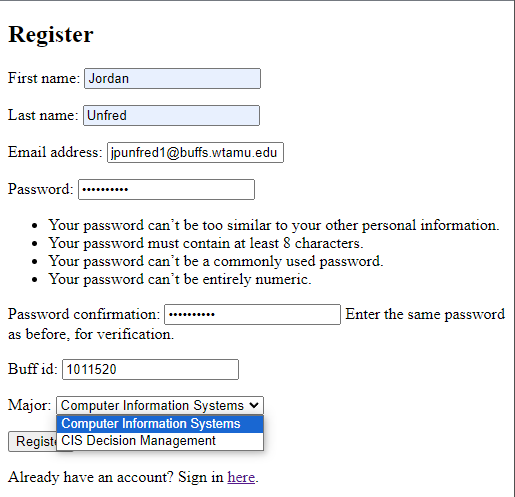 Register
First name: Jordan
Last name: Unfred
Email address: jpunfred1@buffs.wtamu.edu
Password: ••••••••••
• Your password can’t be too similar to your other personal information.
• Your password must contain at least 8 characters.
• Your password can’t be a commonly used password.
• Your password can’t be entirely numeric.
Password confirmation: •••••••••• Enter the same password
as before, for verification.
Buff id: 1011520
Major: Computer Information Systems
Computer Information Systems
CIS Decision Management
Registe
Already have an account? Sign in here.